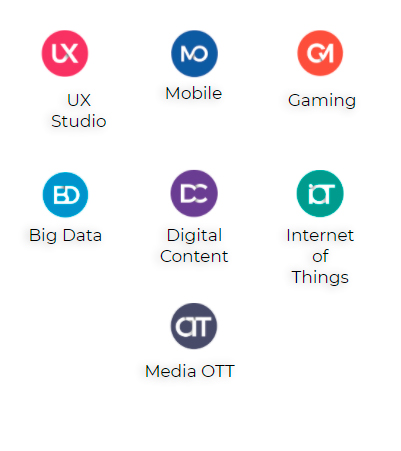 UX
MO
GM
UX
Studio
Mobile
Gaming
BD
DC
IOT
Big Data
Digital
Content
Internet
of
Things
OTT
Media OTT